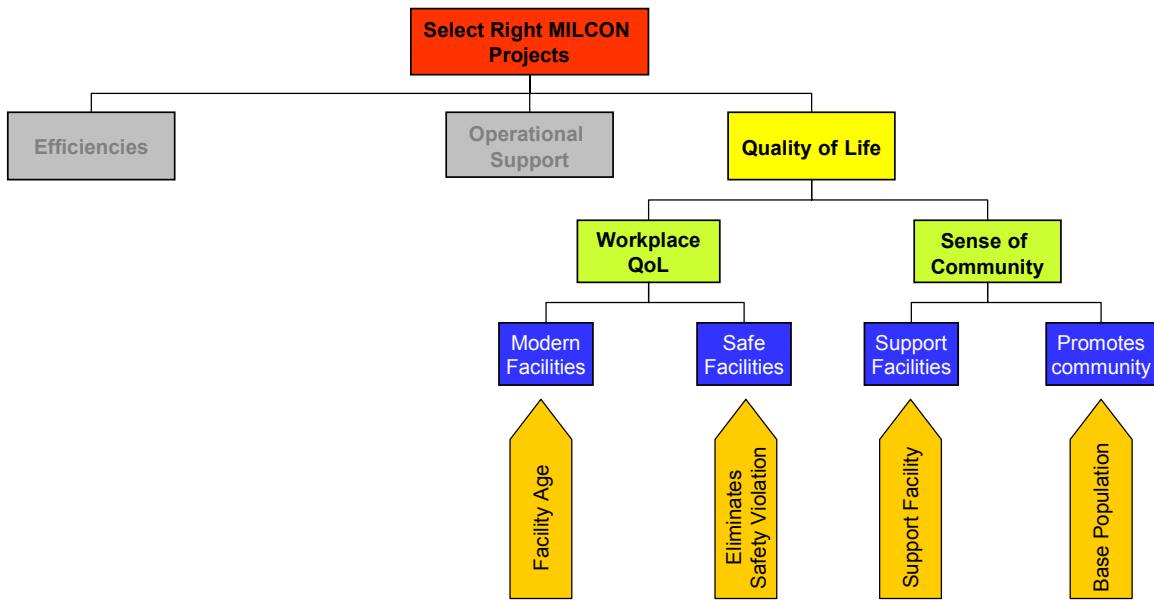 Select Right MILCON
Projects
Efficiencies
Operational
Support
Quality of Life
Workplace
QoL
Sense of
Community
Modern
Facilities
Safe
Facilities
Support
Facilities
Promotes
community
Facility Age
Eliminates
Safety Violation
Support Facility
Base Population